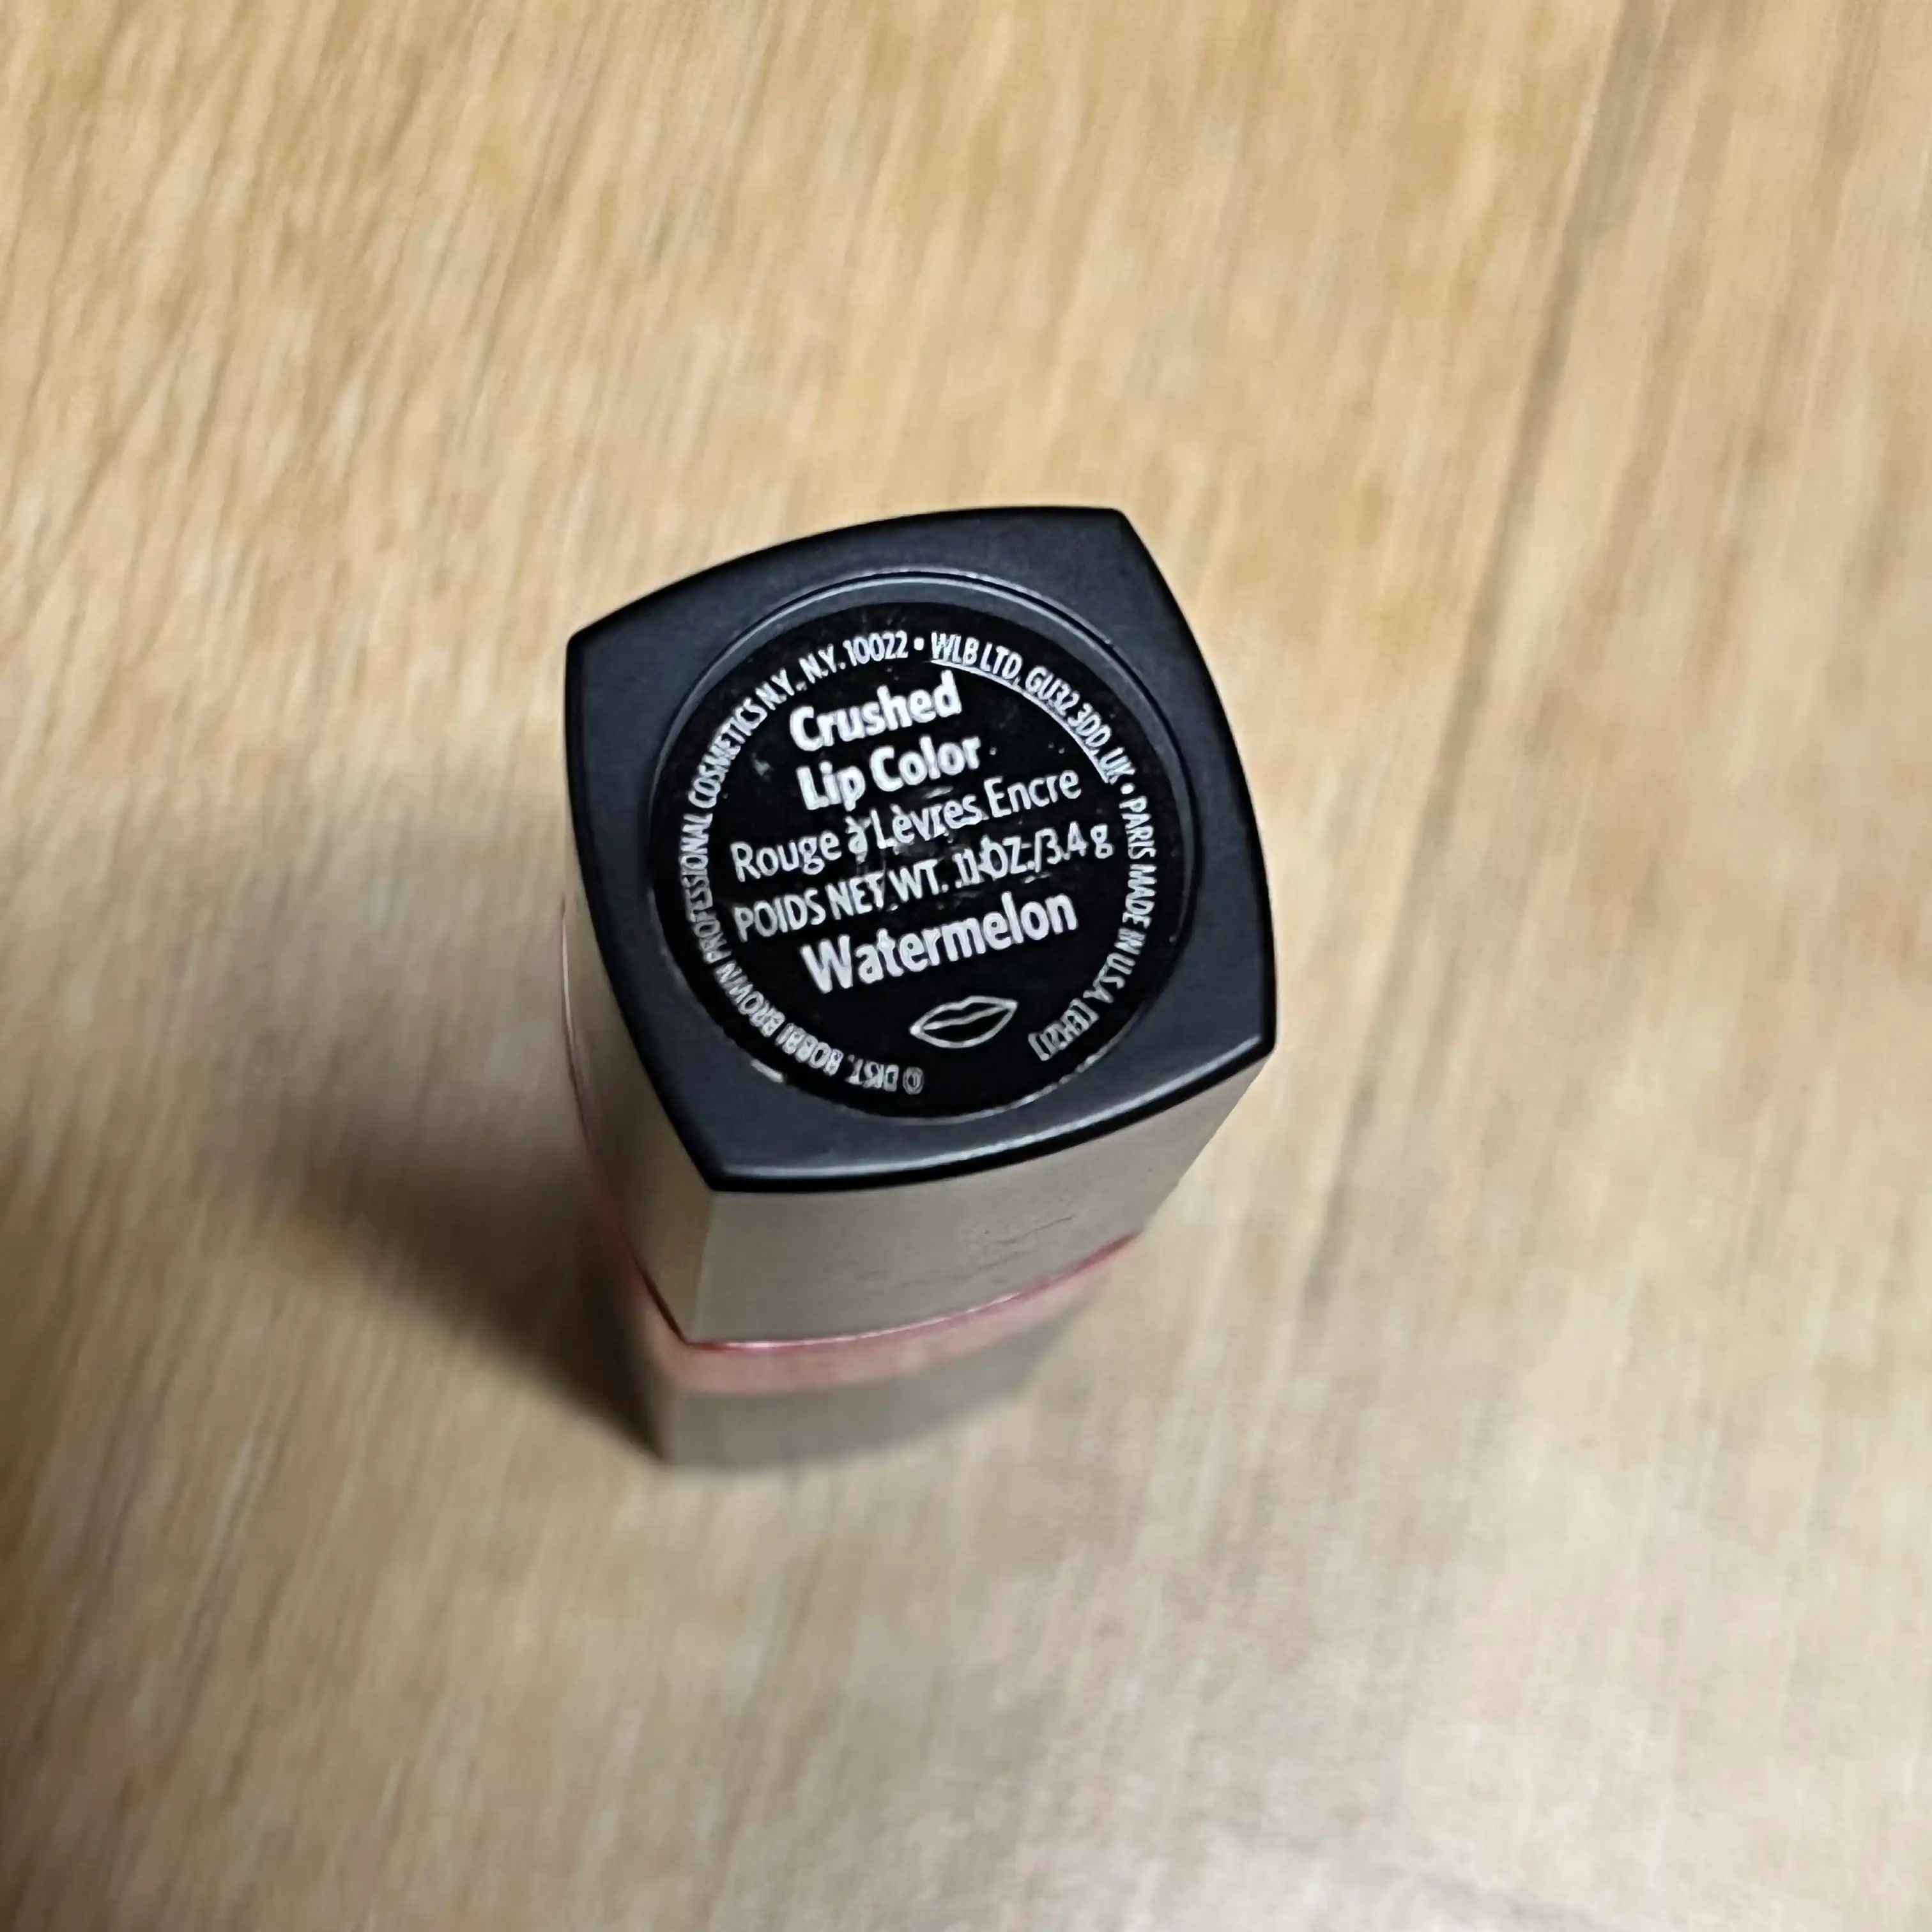 Crushed
Lip Color
Rouge à Lèvres Encre
POIDS NET WT. .11 OZ./3.4 g
Watermelon
© DIST. BOBBI BROWN PROFESSIONAL COSMETICS N.Y., N.Y. 10022 • WLB LTD, GU32 3DD, UK • PARIS MADE IN U.S.A.